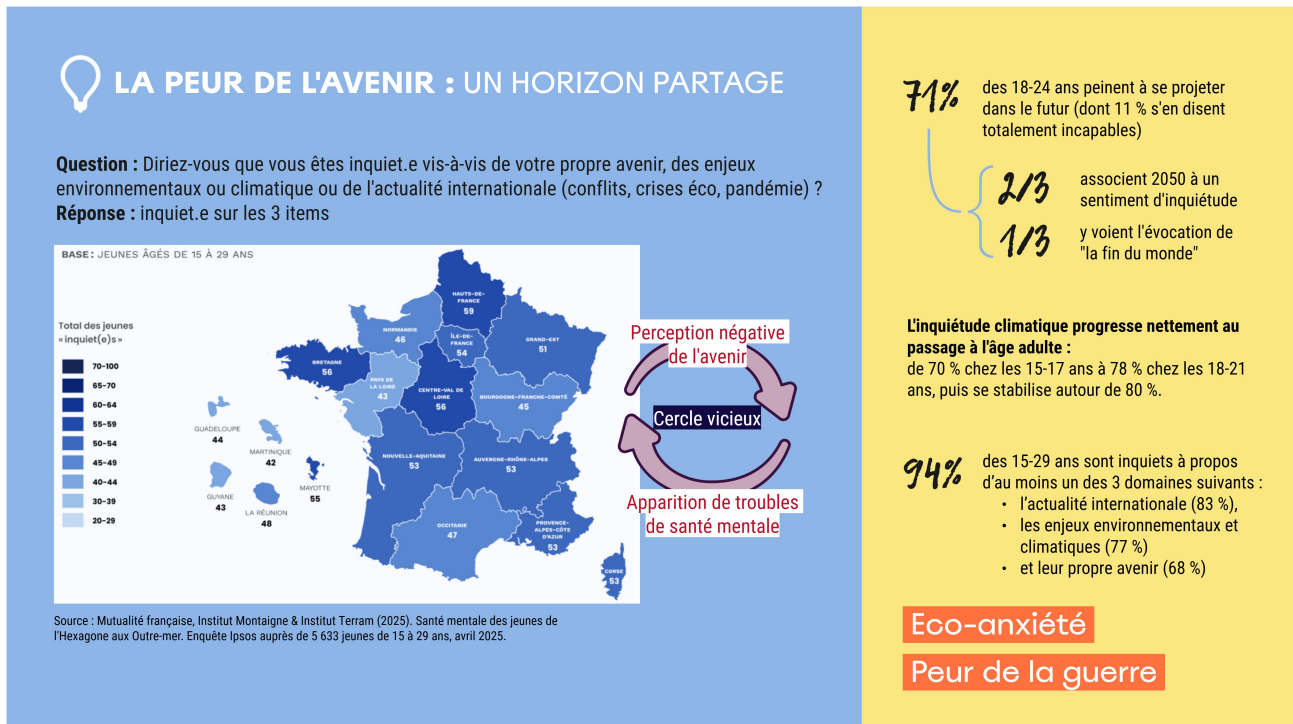 LA PEUR DE L'AVENIR : UN HORIZON PARTAGE
Question : Diriez-vous que vous êtes inquiet.e vis-à-vis de votre propre avenir, des enjeux
environnementaux ou climatique ou de l'actualité internationale (conflits, crises éco, pandémie) ?
Réponse : inquiet.e sur les 3 items
BASE : JEUNES ÂGÉS DE 15 À 29 ANS
Total des jeunes
« inquiet(e)s »
70-100
65-70
60-64
55-59
50-54
45-49
40-44
30-39
20-29
HAUTS-DE-
FRANCE
59
NORMANDIE
46
ÎLE-DE-
FRANCE
54
GRAND-EST
51
BRETAGNE
56
PAYS DE
LA LOIRE
43
CENTRE-VAL DE
LOIRE
56
BOURGOGNE-FRANCHE-COMTÉ
45
NOUVELLE-AQUITAINE
53
AUVERGNE-RHÔNE-ALPES
53
OCCITANIE
47
PROVENCE-
ALPES-CÔTE
D'AZUR
53
CORSE
53
GUADELOUPE
44
MARTINIQUE
42
GUYANE
43
LA RÉUNION
48
MAYOTTE
55
Perception négative
de l'avenir
Cercle vicieux
Apparition de troubles
de santé mentale
Source : Mutualité française, Institut Montaigne & Institut Terram (2025). Santé mentale des jeunes de
l'Hexagone aux Outre-mer. Enquête Ipsos auprès de 5 633 jeunes de 15 à 29 ans, avril 2025.
71%
des 18-24 ans peinent à se projeter
dans le futur (dont 11 % s'en disent
totalement incapables)
2/3
associent 2050 à un
sentiment d'inquiétude
1/3
y voient l'évocation de
"la fin du monde"
L'inquiétude climatique progresse nettement au
passage à l'âge adulte :
de 70 % chez les 15-17 ans à 78 % chez les 18-21
ans, puis se stabilise autour de 80 %.
94%
des 15-29 ans sont inquiets à propos
d'au moins un des 3 domaines suivants :
• l'actualité internationale (83 %),
• les enjeux environnementaux et
climatiques (77 %)
• et leur propre avenir (68 %)
Eco-anxiété
Peur de la guerre